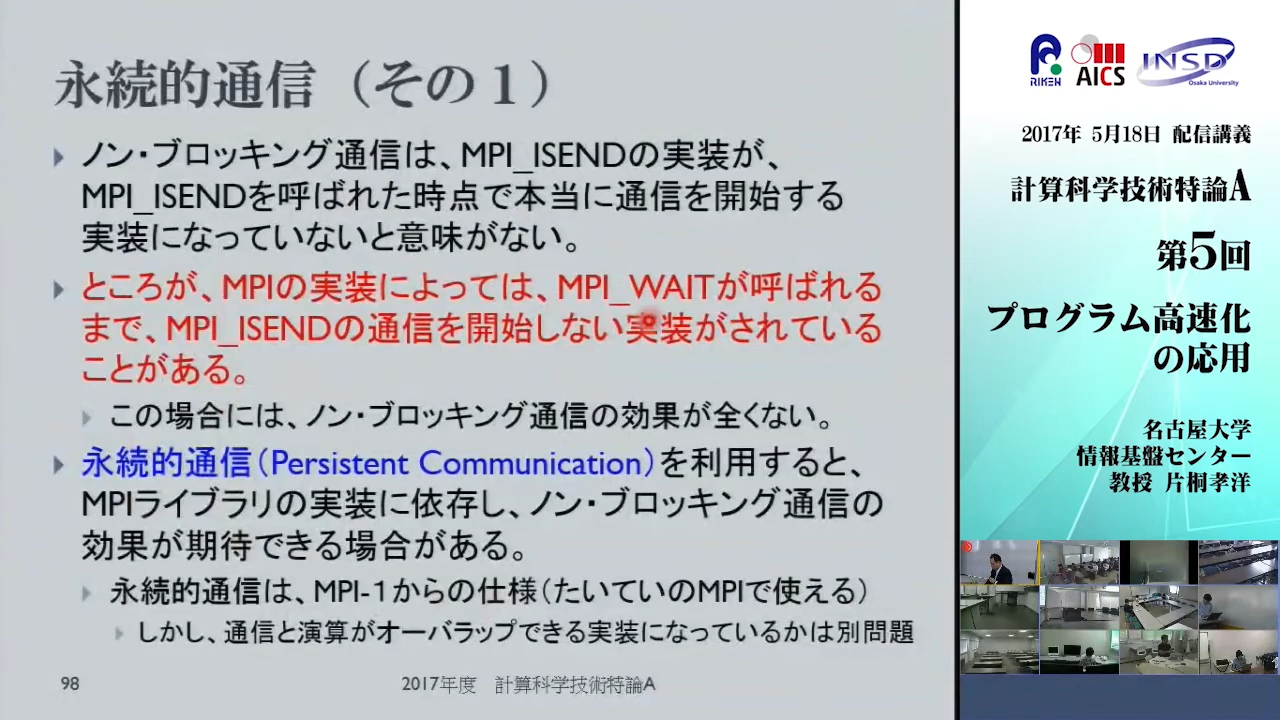 永続的通信（その１）
ノン・ブロッキング通信は、MPI_ISENDの実装が、
MPI_ISENDを呼ばれた時点で本当に通信を開始する
実装になっていないと意味がない。
ところが、MPIの実装によっては、MPI_WAITが呼ばれる
まで、MPI_ISENDの通信を開始しない実装がされている
ことがある。
この場合には、ノン・ブロッキング通信の効果が全くない。
永続的通信（Persistent Communication）を利用すると、
MPIライブラリの実装に依存し、ノン・ブロッキング通信の
効果が期待できる場合がある。
永続的通信は、MPI-１からの仕様（たいていのMPIで使える）
しかし、通信と演算がオーバラップできる実装になっているかは別問題
98
2017年度　計算科学技術特論A
RIKEN
AICS
INSD
Osaka University
2017年 5月18日 配信講義
計算科学技術特論A
第5回
プログラム高速化
の応用
名古屋大学
情報基盤センター
教授 片桐孝洋